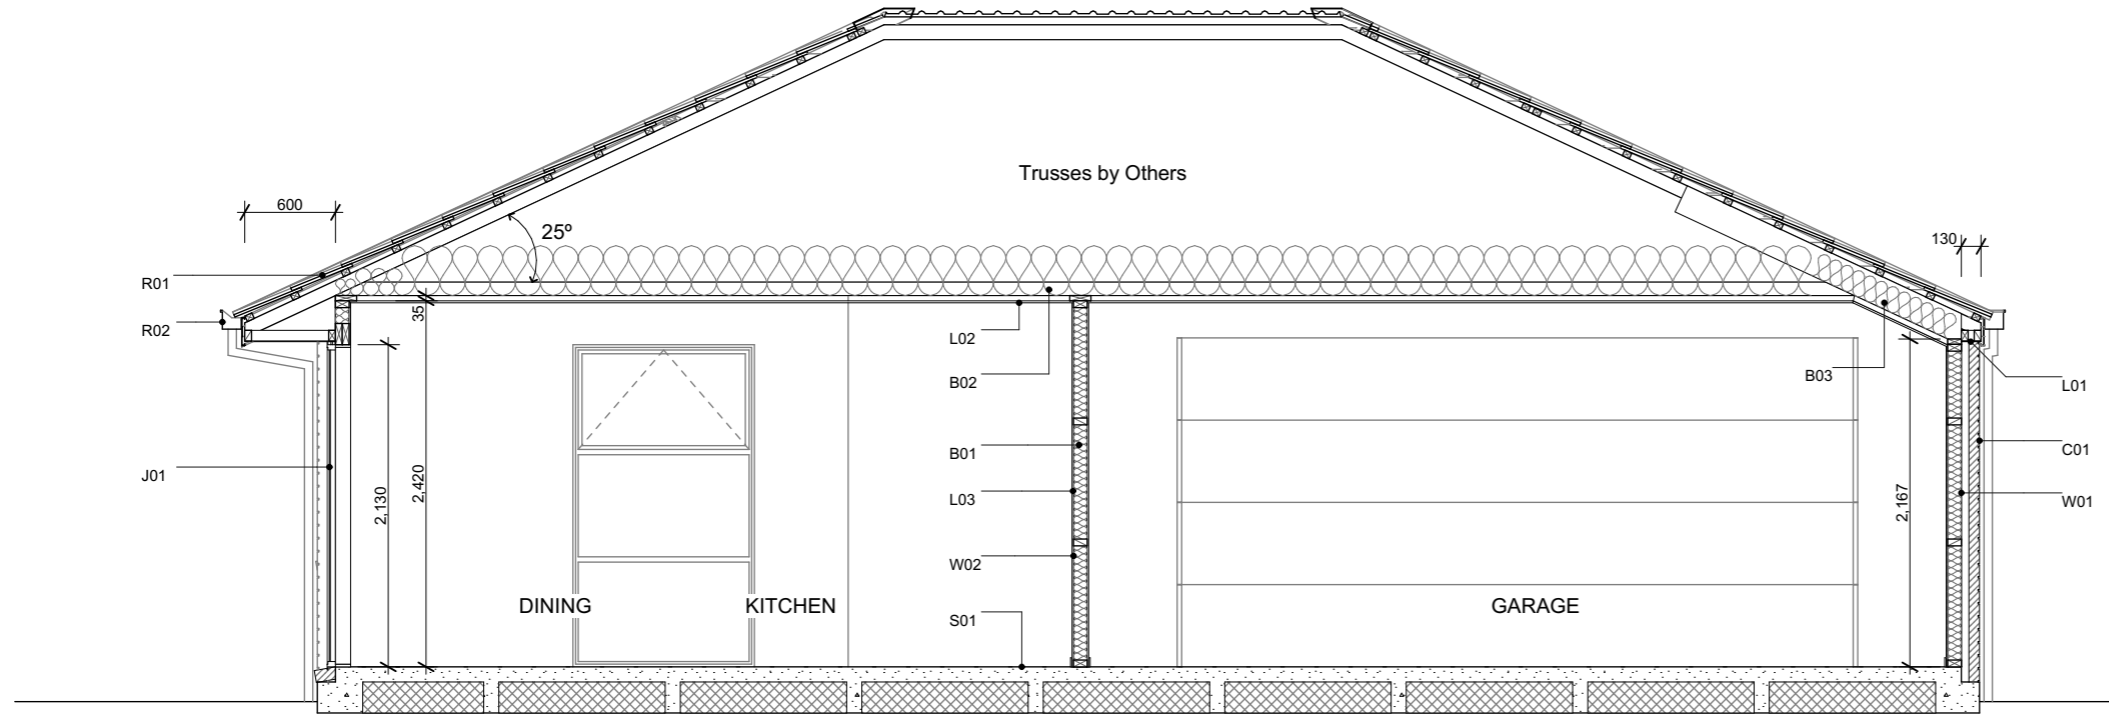 Trusses by Others
600
25º
130
R01
R02
35
L02
B02
B03
L01
J01
2,130
2,420
B01
L03
W02
S01
2,167
C01
W01
DINING
KITCHEN
GARAGE